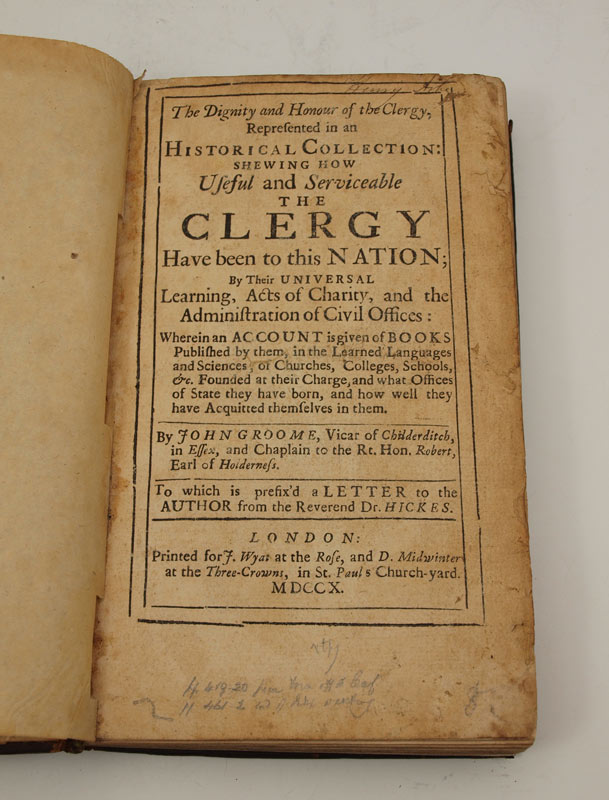 Henry
The Dignity and Honour of the Clergy,
Represented in an
HISTORICAL COLLECTION:
SHEWING HOW
Uſeful and Serviceable
THE
CLERGY
Have been to this NATION;
By Their UNIVERSAL
Learning, Acts of Charity, and the
Adminiſtration of Civil Offices:
Wherein an ACCOUNT is given of BOOKS
Publiſhed by them, in the Learned Languages
and Sciences; of Churches, Colleges, Schools,
&c. Founded at their Charge, and what Offices
of State they have born, and how well they
have Acquitted themſelves in them.
By JOHN GROOME, Vicar of Childerditch,
in Eſſex, and Chaplain to the Rt. Hon. Robert,
Earl of Holderneſs.
To which is prefix'd a LETTER to the
AUTHOR from the Reverend Dr. HICKES.
LONDON:
Printed for J. Wyat at the Roſe, and D. Midwinter
at the Three-Crowns, in St. Paul's Church-yard.
MDCCX.
419-20